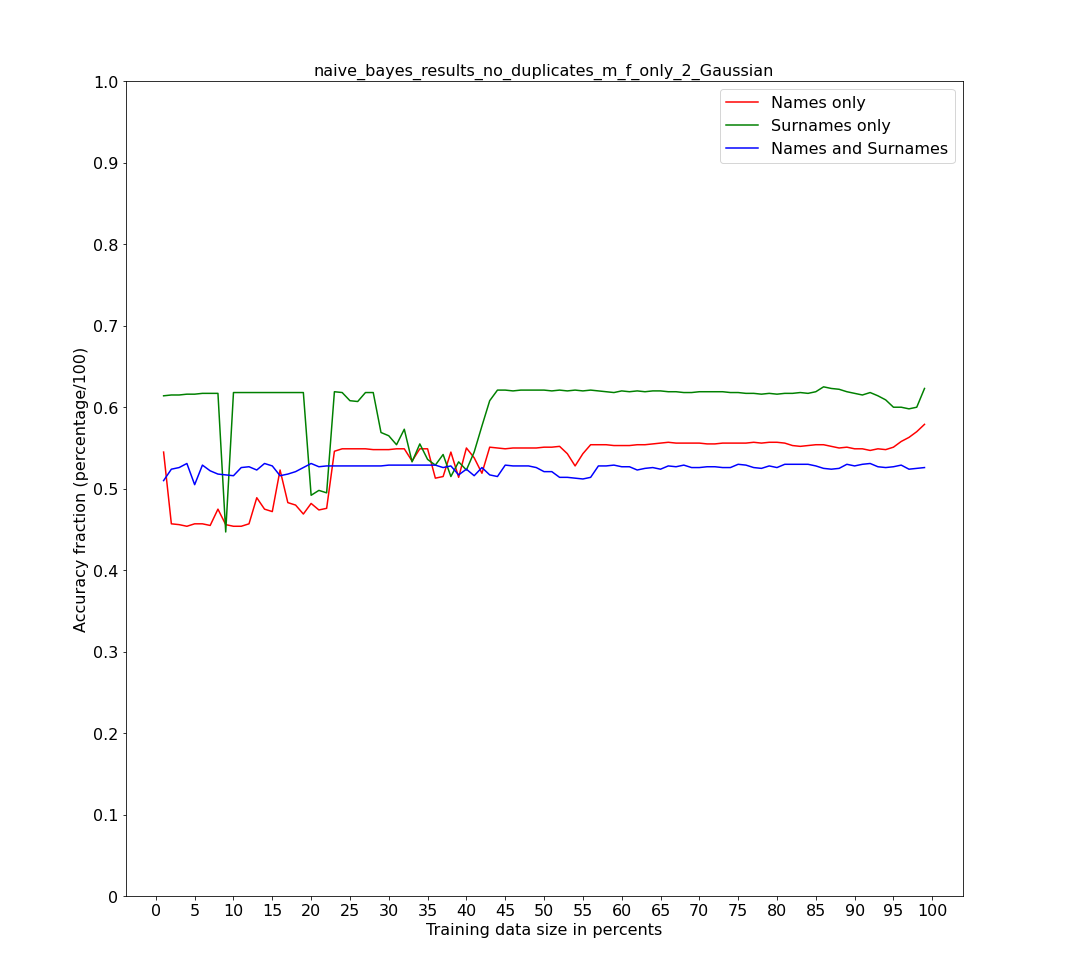 naive_bayes_results_no_duplicates_m_f_only_2_Gaussian
Names only
Surnames only
Names and Surnames
Accuracy fraction (percentage/100)
1.0
0.9
0.8
0.7
0.6
0.5
0.4
0.3
0.2
0.1
0
0 5 10 15 20 25 30 35 40 45 50 55 60 65 70 75 80 85 90 95 100
Training data size in percents